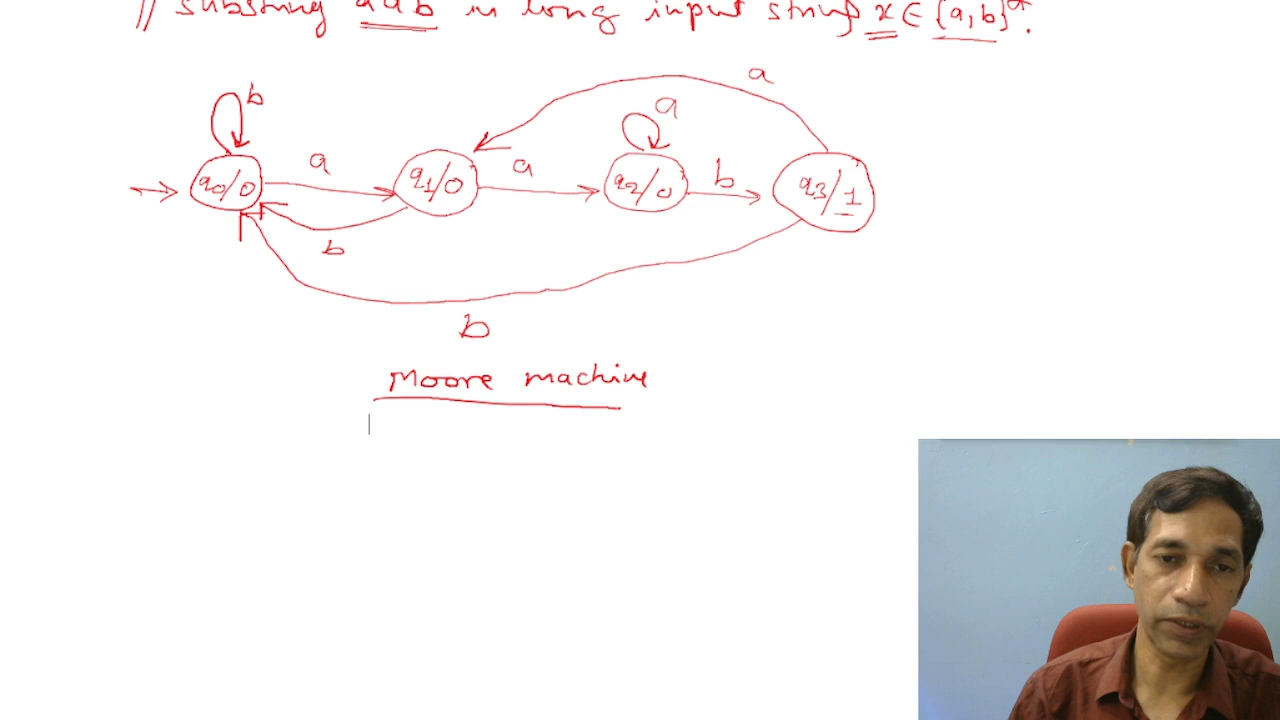 // substring aab in long input string x ∈ {a,b}*.
b a a a b a
q0/0 q1/0 q2/0 q3/1
b
b
Moore machine